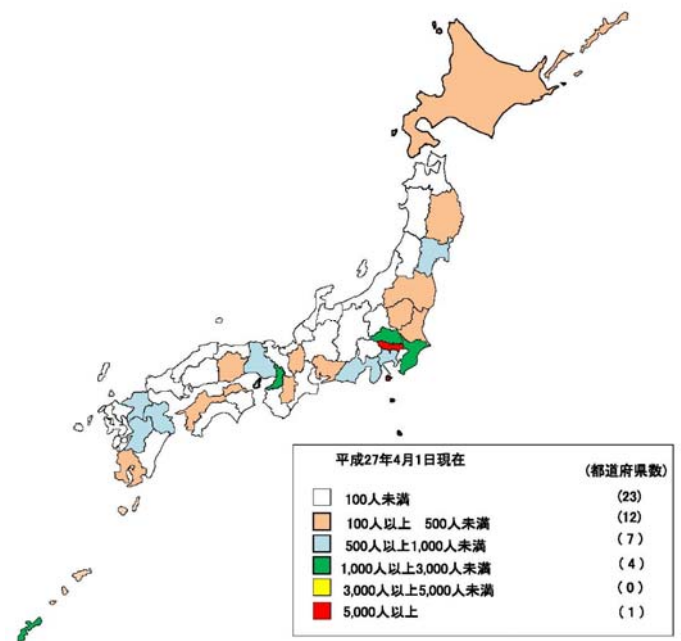 平成27年4月1日現在
(都道府県数)
100人未満 (23)
100人以上 500人未満 (12)
500人以上1,000人未満 (7)
1,000人以上3,000人未満 (4)
3,000人以上5,000人未満 (0)
5,000人以上 (1)